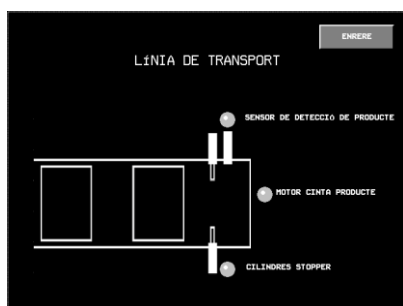 ENRERE
LíNIA DE TRANSPORT
SENSOR DE DETECCIó DE PRODUCTE
MOTOR CINTA PRODUCTE
CILINDRES STOPPER